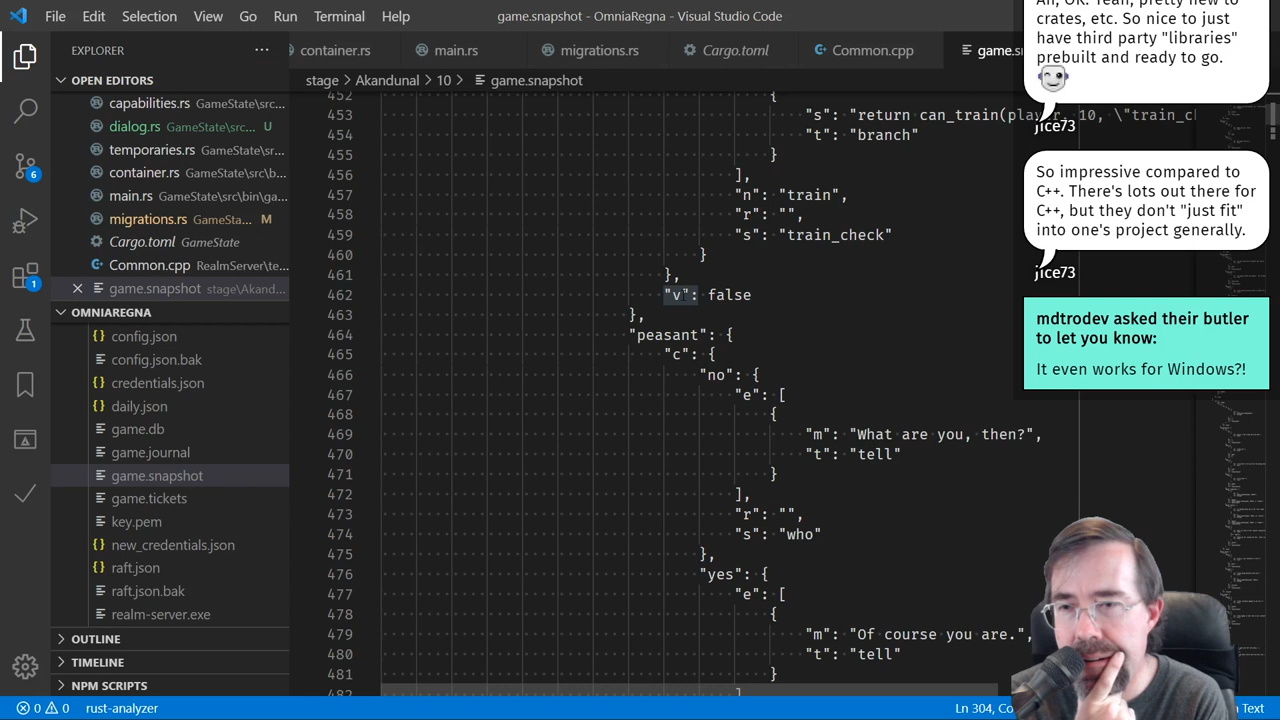 File Edit Selection View Go Run Terminal Help
game.snapshot - OmniaRegna - Visual Studio Code
EXPLORER
OPEN EDITORS
capabilities.rs GameState\src...
dialog.rs GameState\src... U
temporaries.rs GameState\src...
container.rs GameState\src\b...
main.rs GameState\src\bin\ga...
migrations.rs GameSta... M
Cargo.toml GameState
Common.cpp RealmServer\te...
game.snapshot stage\Akand...
OMNIAREGNA
config.json
config.json.bak
credentials.json
daily.json
game.db
game.journal
game.snapshot
game.tickets
key.pem
new_credentials.json
raft.json
raft.json.bak
realm-server.exe
OUTLINE
TIMELINE
NPM SCRIPTS
6
1
container.rs main.rs migrations.rs Cargo.toml Common.cpp
stage > Akandunal > 10 > game.snapshot
452 {
453 "s": "return can_train(player, 10, \"train_c
454 "t": "branch"
455 }
456 ],
457 "n": "train",
458 "r": "",
459 "s": "train_check"
460 }
461 },
462 "v": false
463 },
464 "peasant": {
465 "c": {
466 "no": {
467 "e": [
468 {
469 "m": "What are you, then?",
470 "t": "tell"
471 }
472 ],
473 "r": "",
474 "s": "who"
475 },
476 "yes": {
477 "e": [
478 {
479 "m": "Of course you are.",
480 "t": "tell"
481 }
482 ]
Ah, OK. Yeah, pretty new to
crates, etc. So nice to just
have third party "libraries"
prebuilt and ready to go.
jice73
So impressive compared to
C++. There's lots out there for
C++, but they don't "just fit"
into one's project generally.
jice73
mdtrodev asked their butler
to let you know:
It even works for Windows?!
0 0 rust-analyzer
Ln 304,
Text